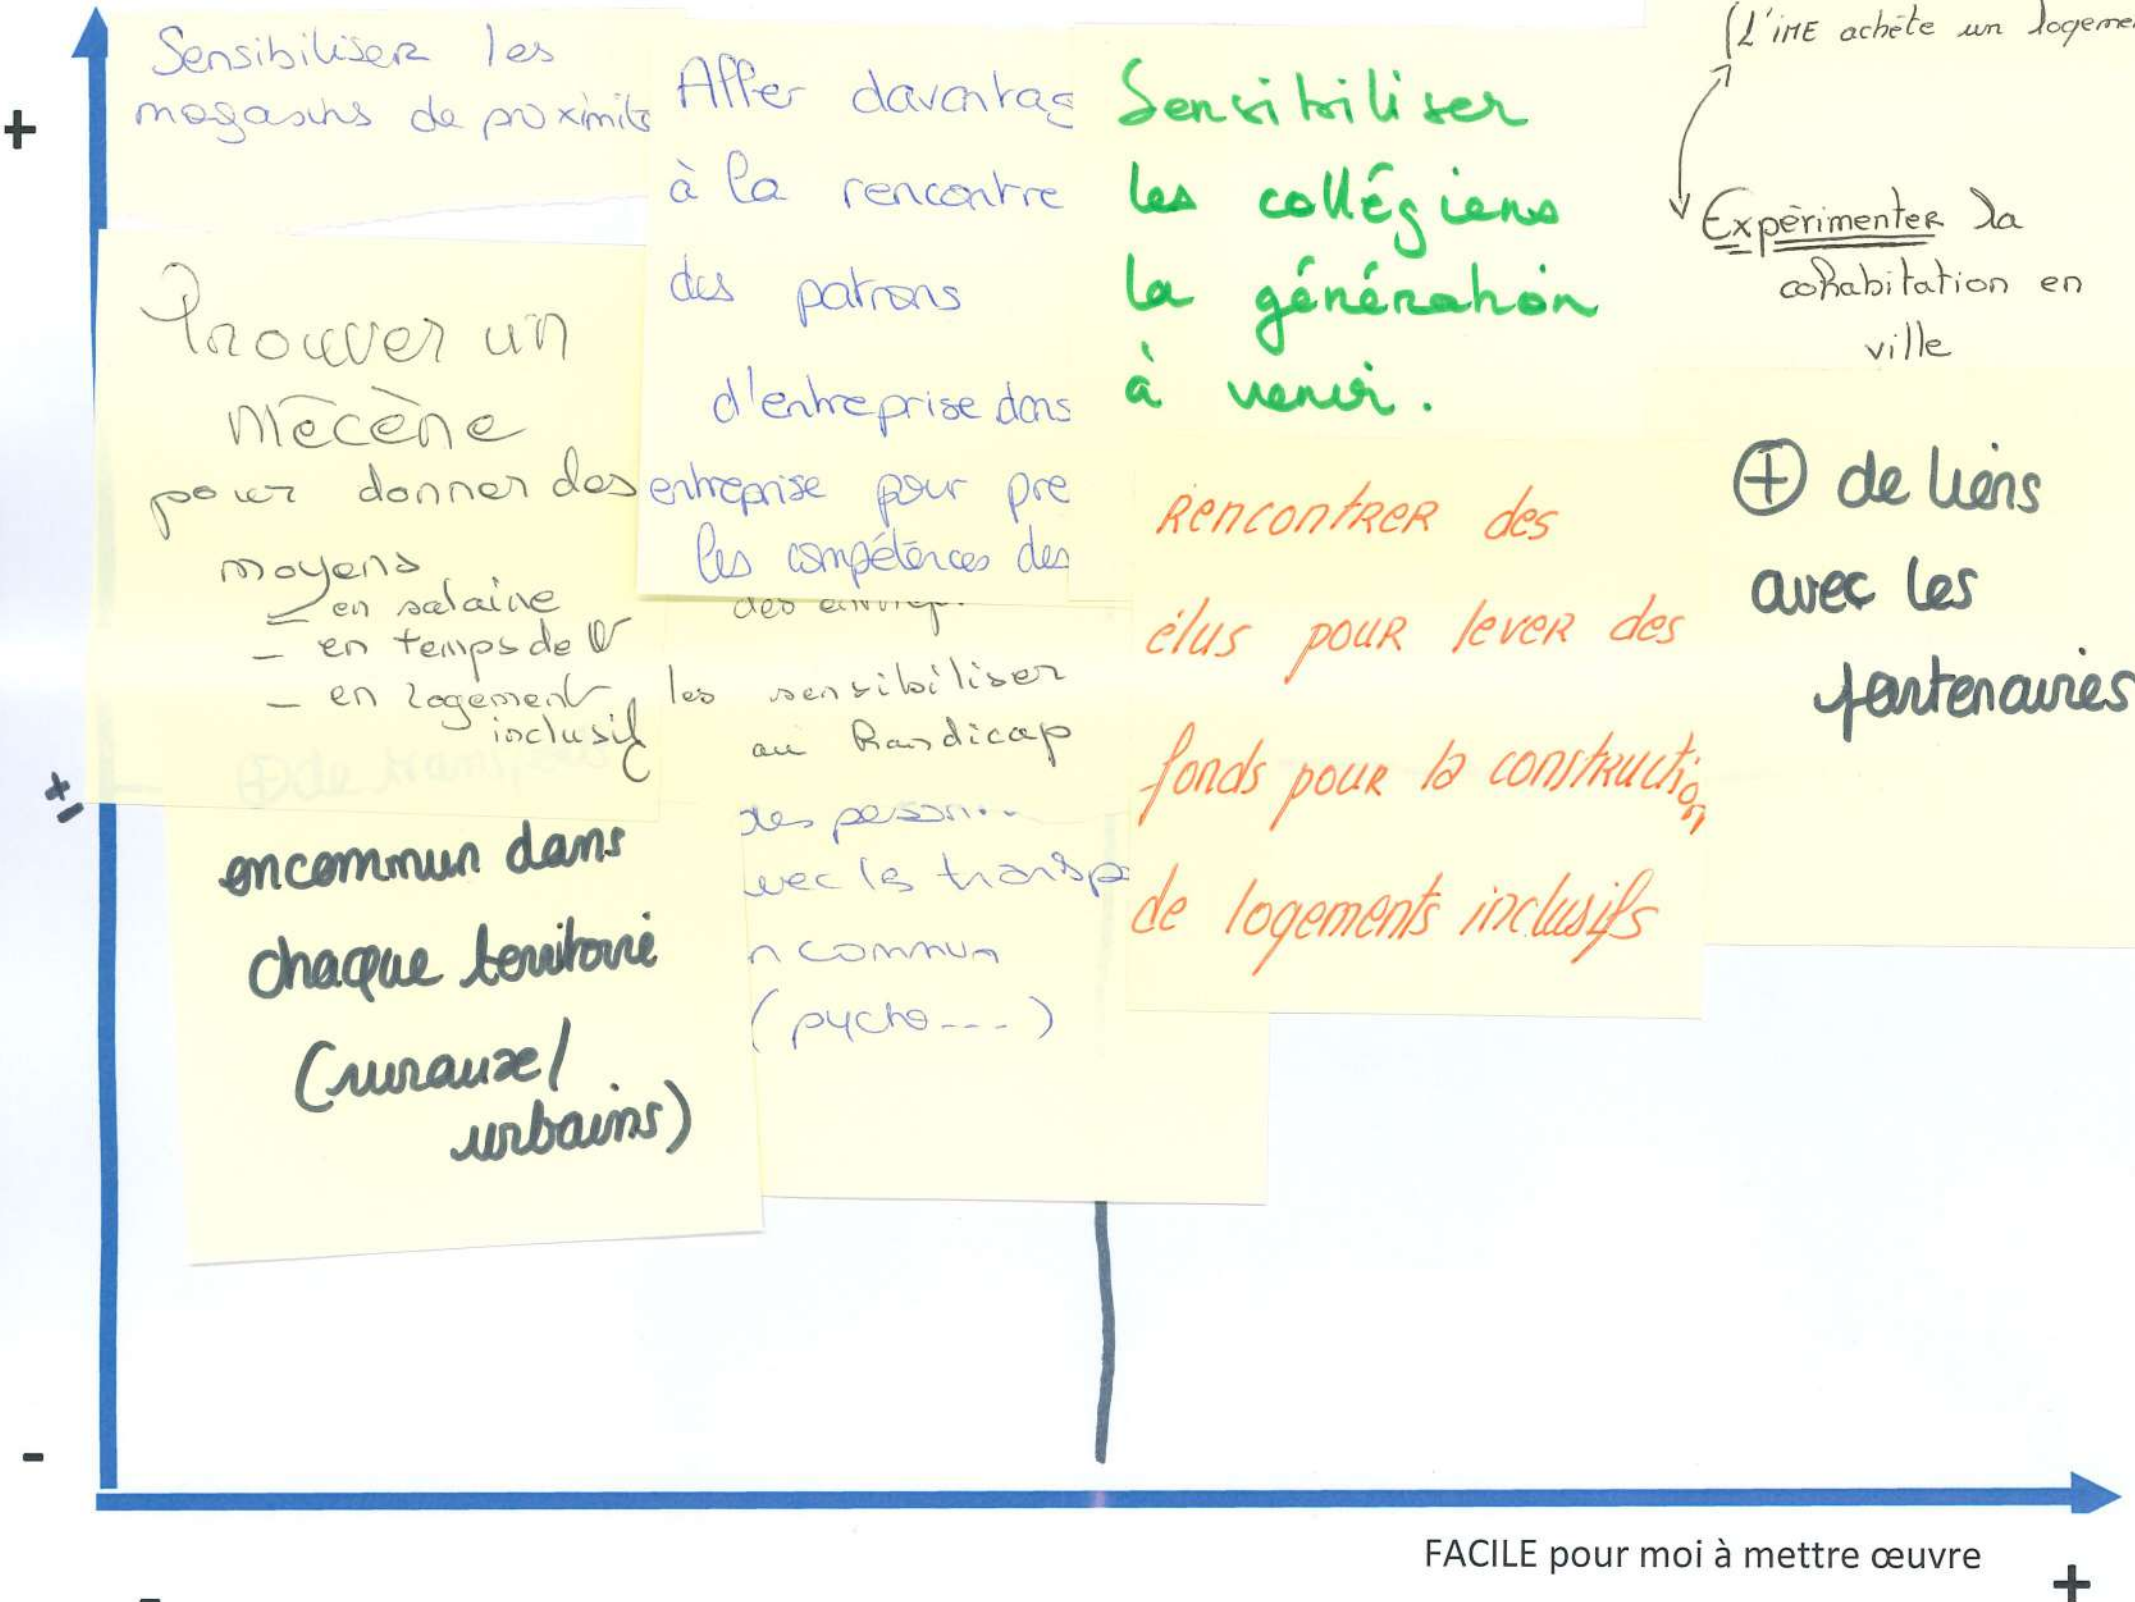 Sensibiliser les
magasins de proximité
Aller davantag
à la rencontre
des patrons
d'entreprise dans
entreprise pour pre
les compétences des
Sensibiliser
les collégiens
la génération
à venir.
(L'IME achète un logeme
Expérimenter la
cohabitation en
ville
Trouver un
Mécène
pour donner des
moyens
- en salaire
- en temps de
- en logement
inclusif
les sensibiliser
au handicap
Rencontrer des
élus pour lever des
fonds pour la construction
de logements inclusifs
+ de liens
avec les
partenaires
+ de
en commun dans
chaque territoire
(ruraux/
urbains)
des person
avec les transp
n commun
(pycho---)
+
+-
-
FACILE pour moi à mettre œuvre
+
-